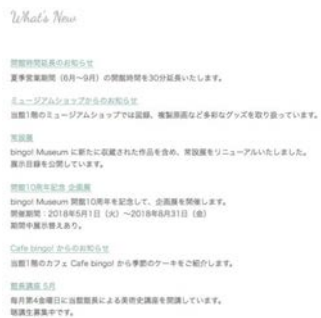 What's New
開館時間延長のお知らせ
夏季営業期間（6月～9月）の開館時間を30分延長いたします。
ミュージアムショップからのお知らせ
当館1階のミュージアムショップでは図録、複製原画など多彩なグッズを取り扱っています。
常設展
bingo! Museum に新たに収蔵された作品を含め、常設展をリニューアルいたしました。
展示目録を公開しています。
開館10周年記念 企画展
bingo! Museum 開館10周年を記念して、企画展を開催します。
開催期間：2018年5月1日（火）～2018年8月31日（金）
期間中展示替えあり。
Cafe bingo! からのお知らせ
当館1階のカフェ Cafe bingo! から季節のケーキをご紹介します。
館長講座 5月
毎月第4金曜日に当館館長による美術史講座を開講しています。
聴講生募集中です。